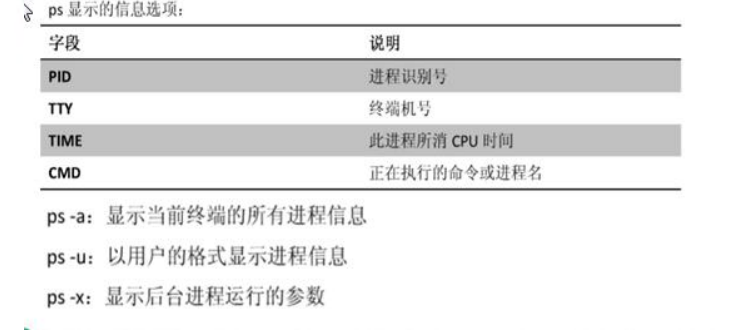 ps 显示的信息选项：
字段 说明
PID 进程识别号
TTY 终端机号
TIME 此进程所消 CPU 时间
CMD 正在执行的命令或进程名
ps -a：显示当前终端的所有进程信息
ps -u：以用户的格式显示进程信息
ps -x：显示后台进程运行的参数